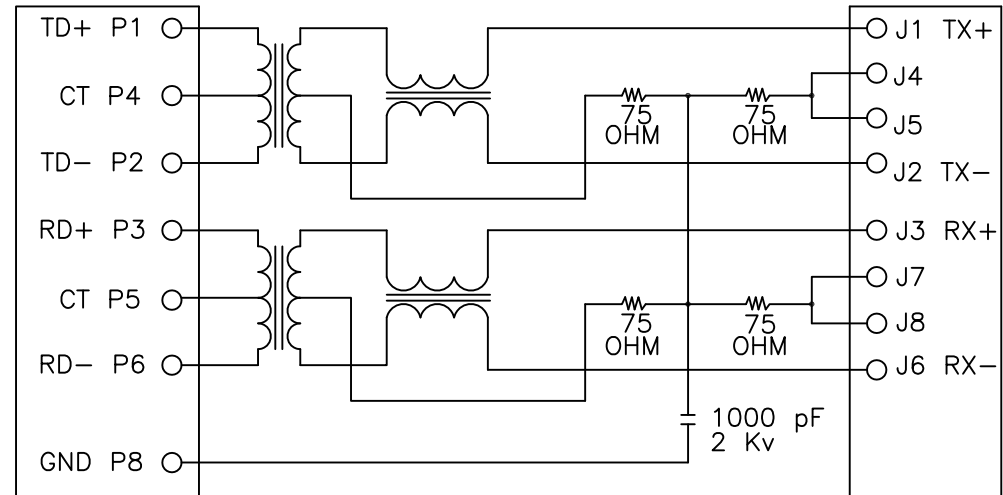 TD+ P1
J1 TX+
CT P4
J4
75
OHM
75
OHM
J5
TD- P2
J2 TX-
RD+ P3
J3 RX+
CT P5
J7
75
OHM
75
OHM
J8
RD- P6
J6 RX-
1000 pF
2 Kv
GND P8